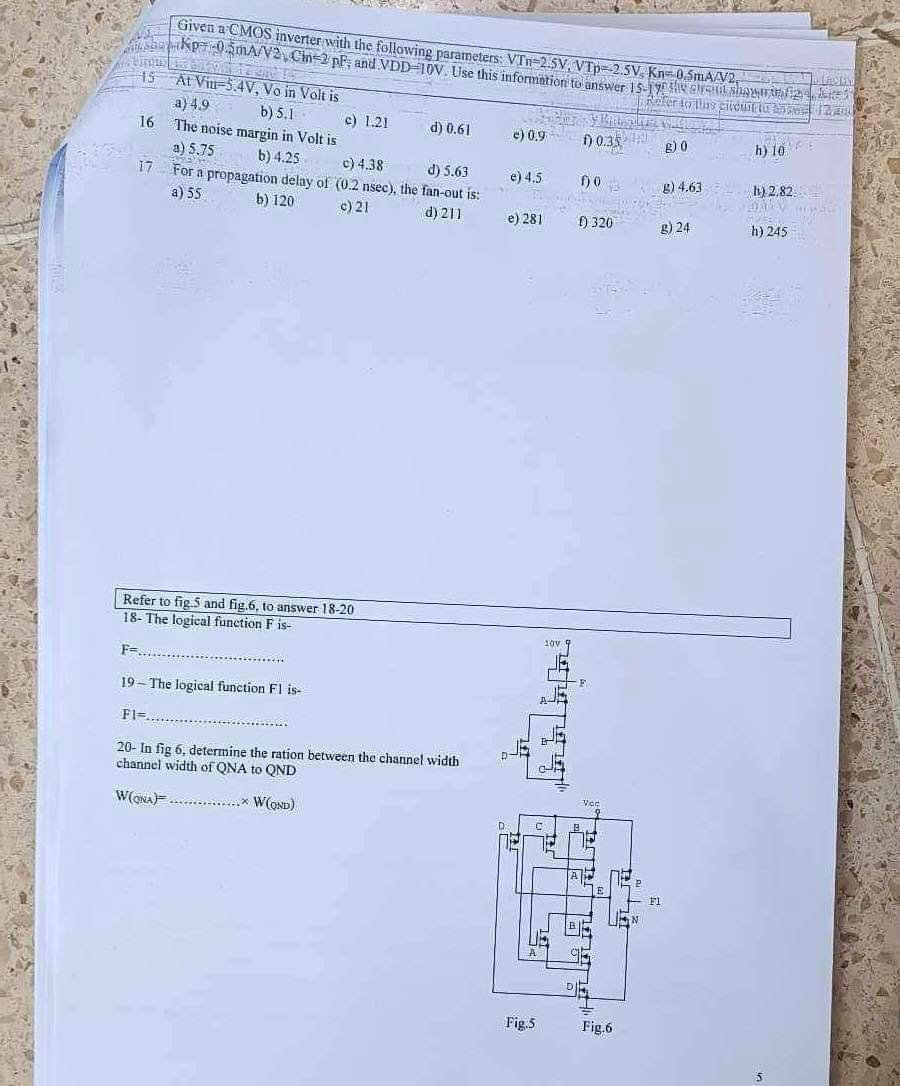 Given a CMOS inverter with the following parameters: VTn=2.5V, VTp=-2.5V, Kn=0.5mA/V2,
Kp=-0.5mA/V2, Cin=2 pF, and VDD=10V. Use this information to answer 15-17
15 At Vin=5.4V, Vo in Volt is
a) 4.9 b) 5.1 c) 1.21 d) 0.61 e) 0.9 f) 0.35 g) 0 h) 10
16 The noise margin in Volt is
a) 5.75 b) 4.25 c) 4.38 d) 5.63 e) 4.5 f) 0 g) 4.63 h) 2.82
17 For a propagation delay of (0.2 nsec), the fan-out is:
a) 55 b) 120 c) 21 d) 211 e) 281 f) 320 g) 24 h) 245
Refer to fig.5 and fig.6, to answer 18-20
18- The logical function F is-
F=..............................
19 – The logical function F1 is-
F1=.............................
20- In fig 6, determine the ration between the channel width
channel width of QNA to QND
W(QNA)= ...............× W(QND)
10V
F
A
B
D
C
Vcc
D C B
A
E
P
F1
B
N
A C
D
Fig.5 Fig.6
5